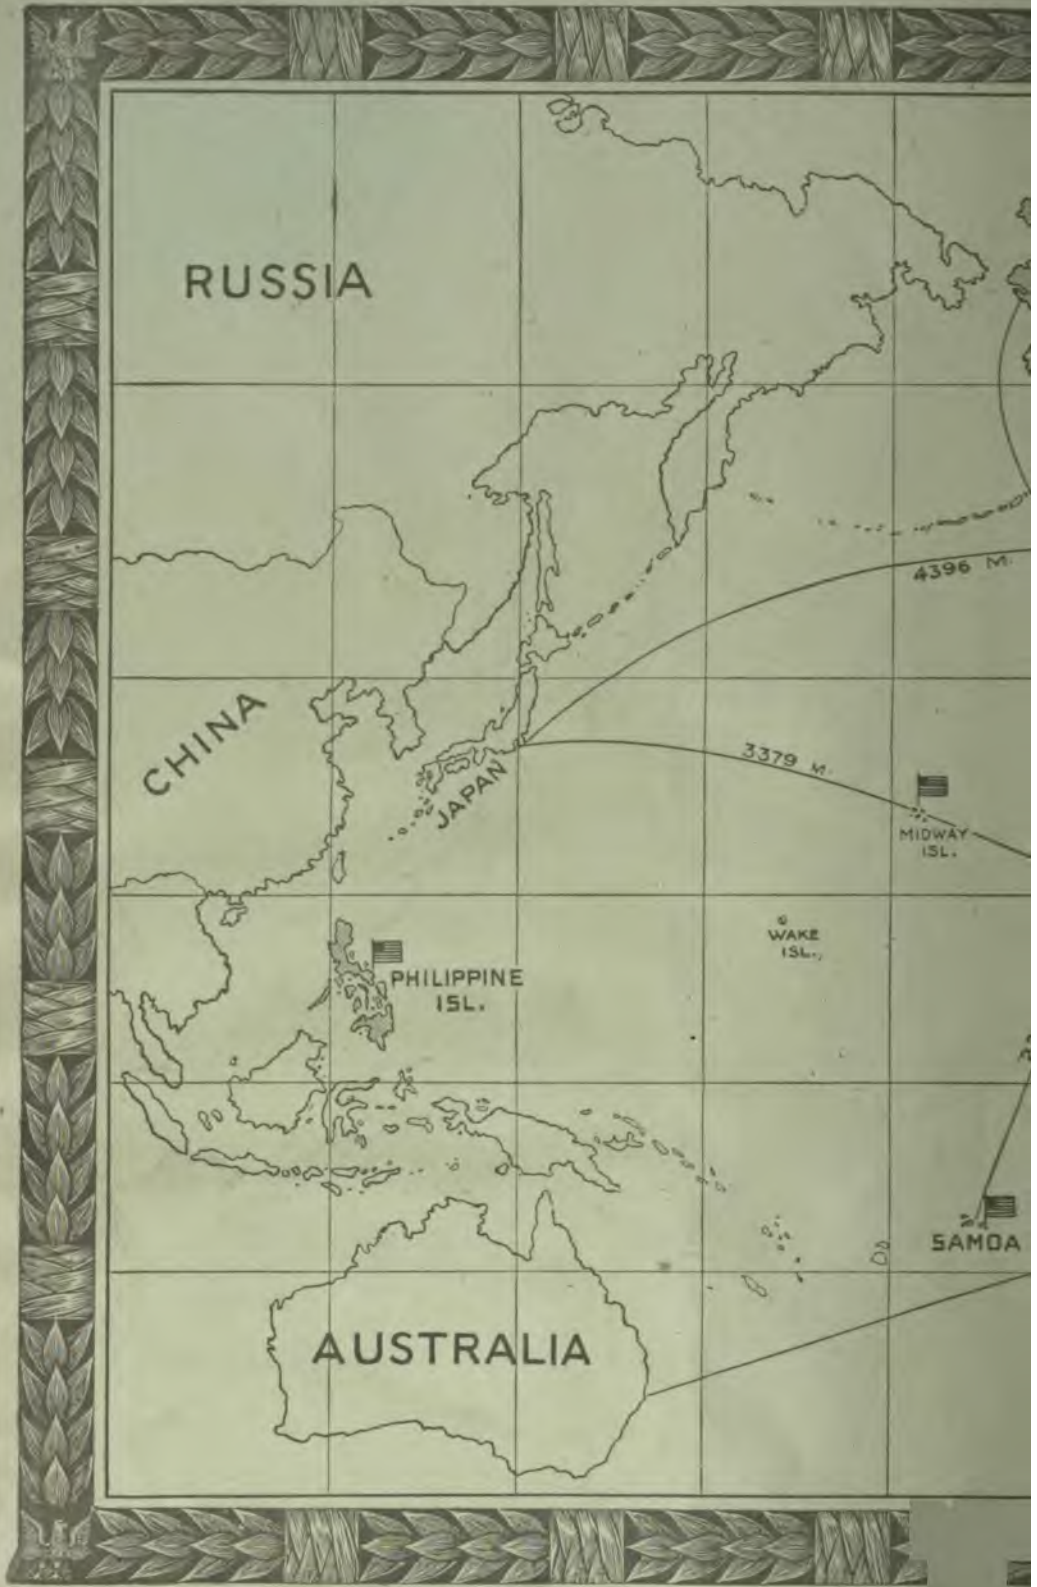 RUSSIA
4396 M.
CHINA
3379 M.
JAPAN
MIDWAY
ISL.
WAKE
ISL.
PHILIPPINE
ISL.
SAMOA
AUSTRALIA